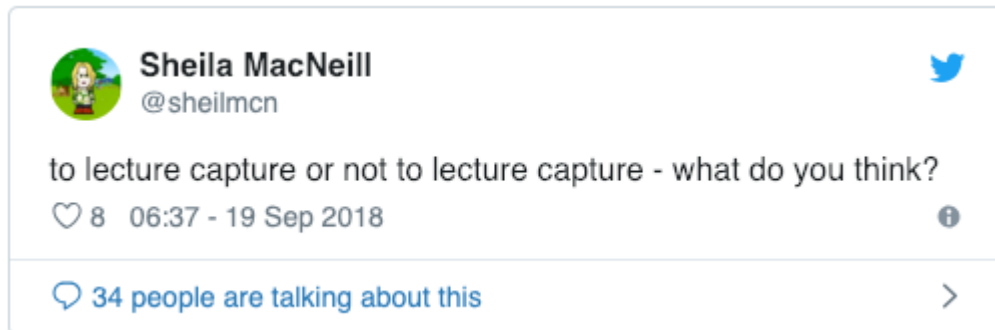 Sheila MacNeill
@sheilmcn
to lecture capture or not to lecture capture - what do you think?
8 06:37 - 19 Sep 2018
34 people are talking about this